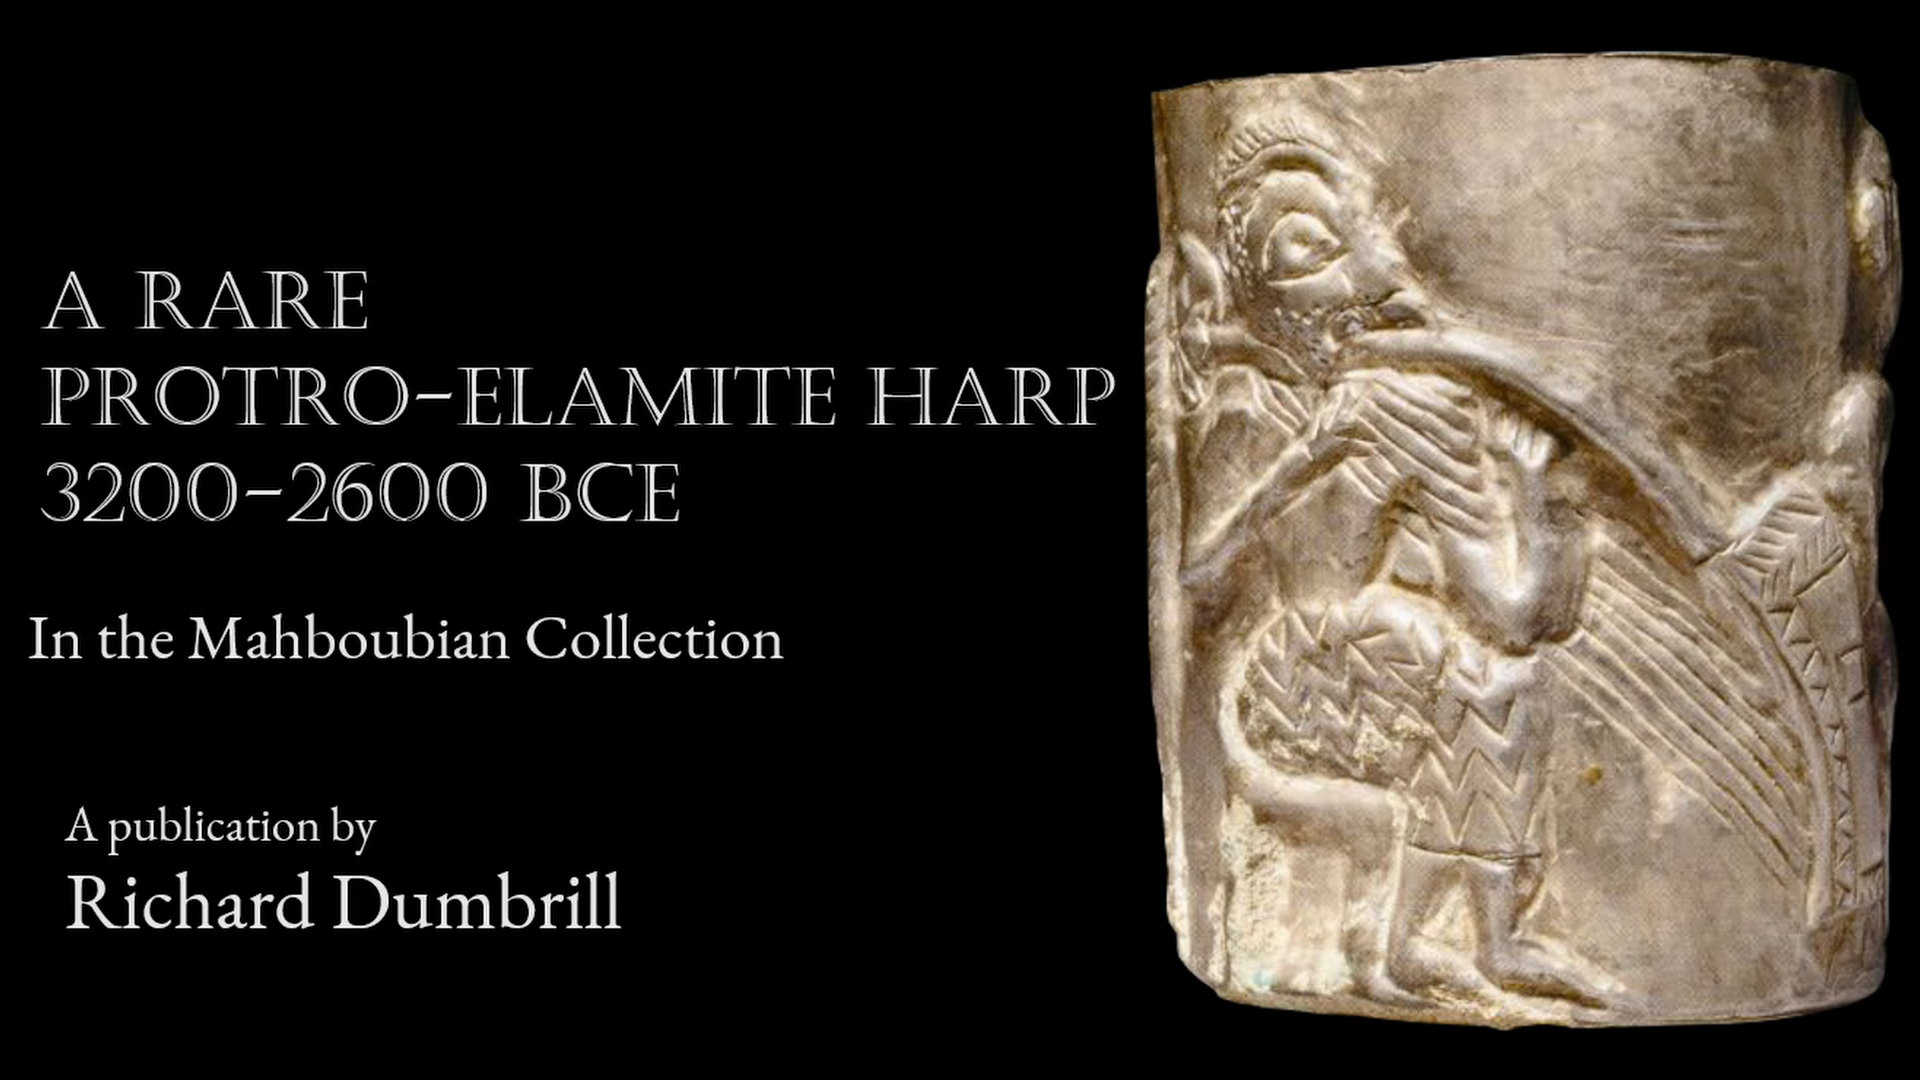 A RARE
PROTRO-ELAMITE HARP
3200-2600 BCE
In the Mahboubian Collection
A publication by
Richard Dumbrill